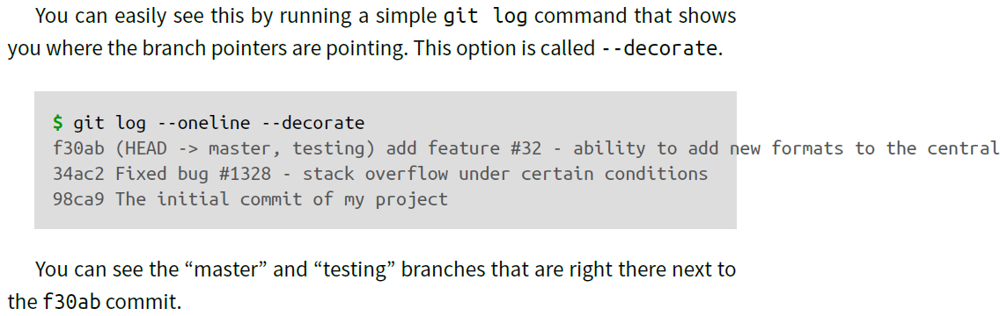 You can easily see this by running a simple git log command that shows
you where the branch pointers are pointing. This option is called --decorate.
$ git log --oneline --decorate
f30ab (HEAD -> master, testing) add feature #32 - ability to add new formats to the central
34ac2 Fixed bug #1328 - stack overflow under certain conditions
98ca9 The initial commit of my project
You can see the “master” and “testing” branches that are right there next to
the f30ab commit.